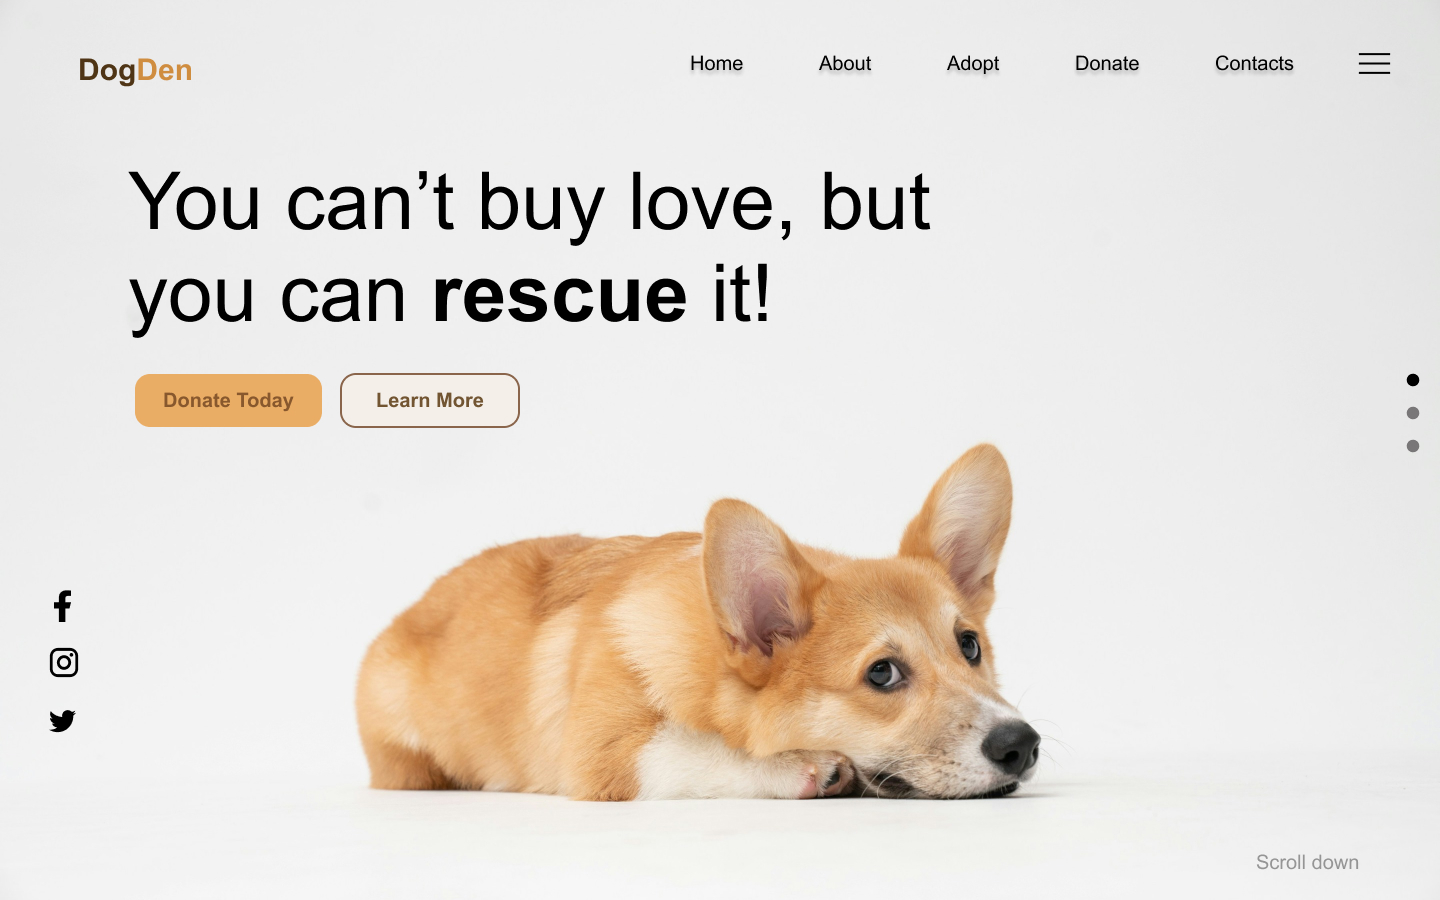 DogDen
Home About Adopt Donate Contacts
You can’t buy love, but
you can rescue it!
Donate Today Learn More
Scroll down